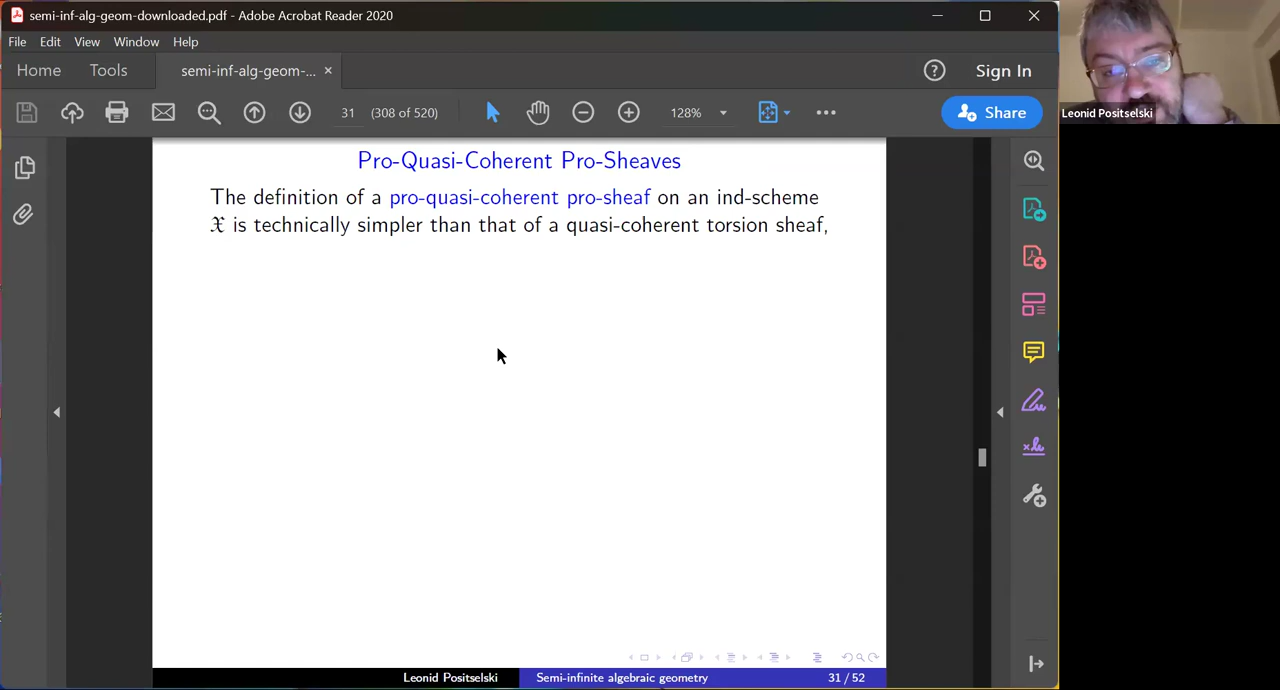 semi-inf-alg-geom-downloaded.pdf - Adobe Acrobat Reader 2020
File Edit View Window Help
Home Tools semi-inf-alg-geom-... × Sign In
31 (308 of 520) 128% Share
Leonid Positselski
Pro-Quasi-Coherent Pro-Sheaves
The definition of a pro-quasi-coherent pro-sheaf on an ind-scheme
𝔛 is technically simpler than that of a quasi-coherent torsion sheaf,
Leonid Positselski Semi-infinite algebraic geometry 31 / 52